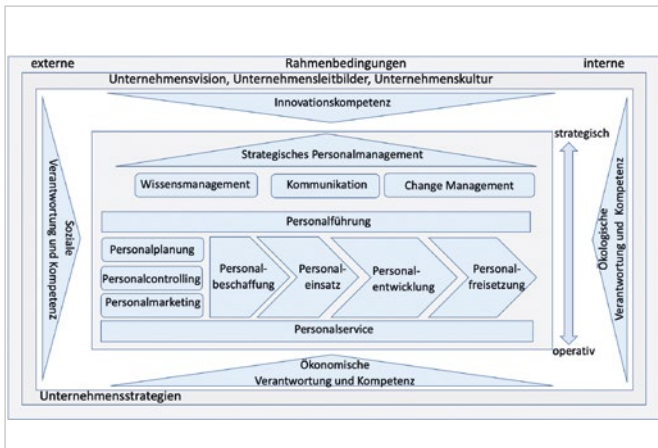 externe Rahmenbedingungen interne
Unternehmensvision, Unternehmensleitbilder, Unternehmenskultur
Innovationskompetenz
strategisch
Strategisches Personalmanagement
Wissensmanagement Kommunikation Change Management
Personalführung
Personalplanung
Personalcontrolling
Personalmarketing
Personal-
beschaffung
Personal-
einsatz
Personal-
entwicklung
Personal-
freisetzung
Personalservice
operativ
Soziale
Verantwortung und Kompetenz
Ökologische
Verantwortung und Kompetenz
Ökonomische
Verantwortung und Kompetenz
Unternehmensstrategien